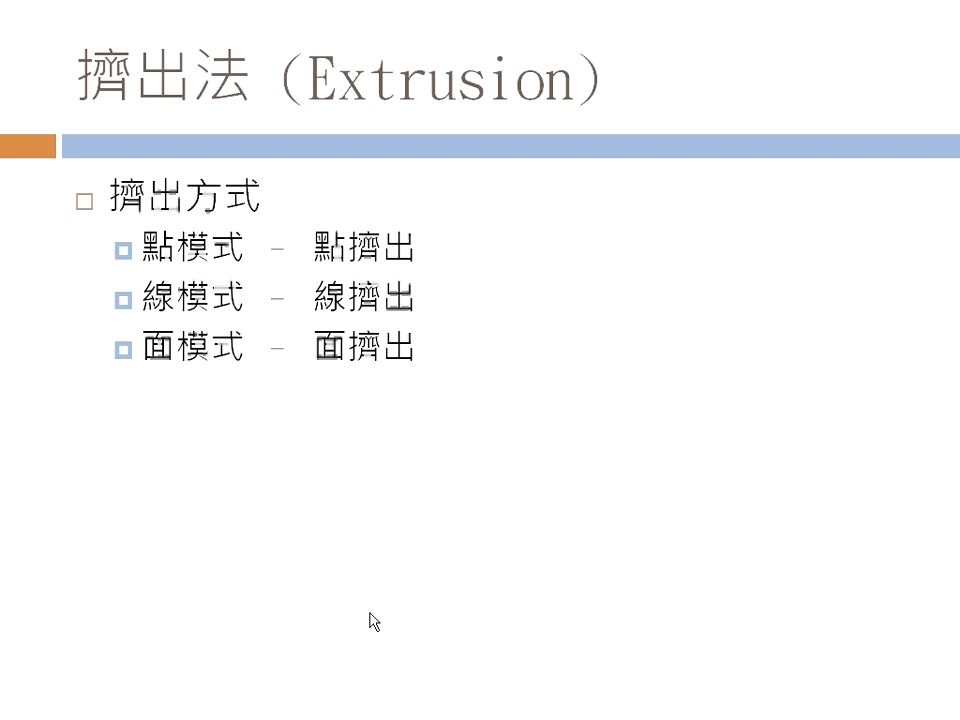 擠出法 (Extrusion)
擠出方式
點模式 - 點擠出
線模式 - 線擠出
面模式 - 面擠出